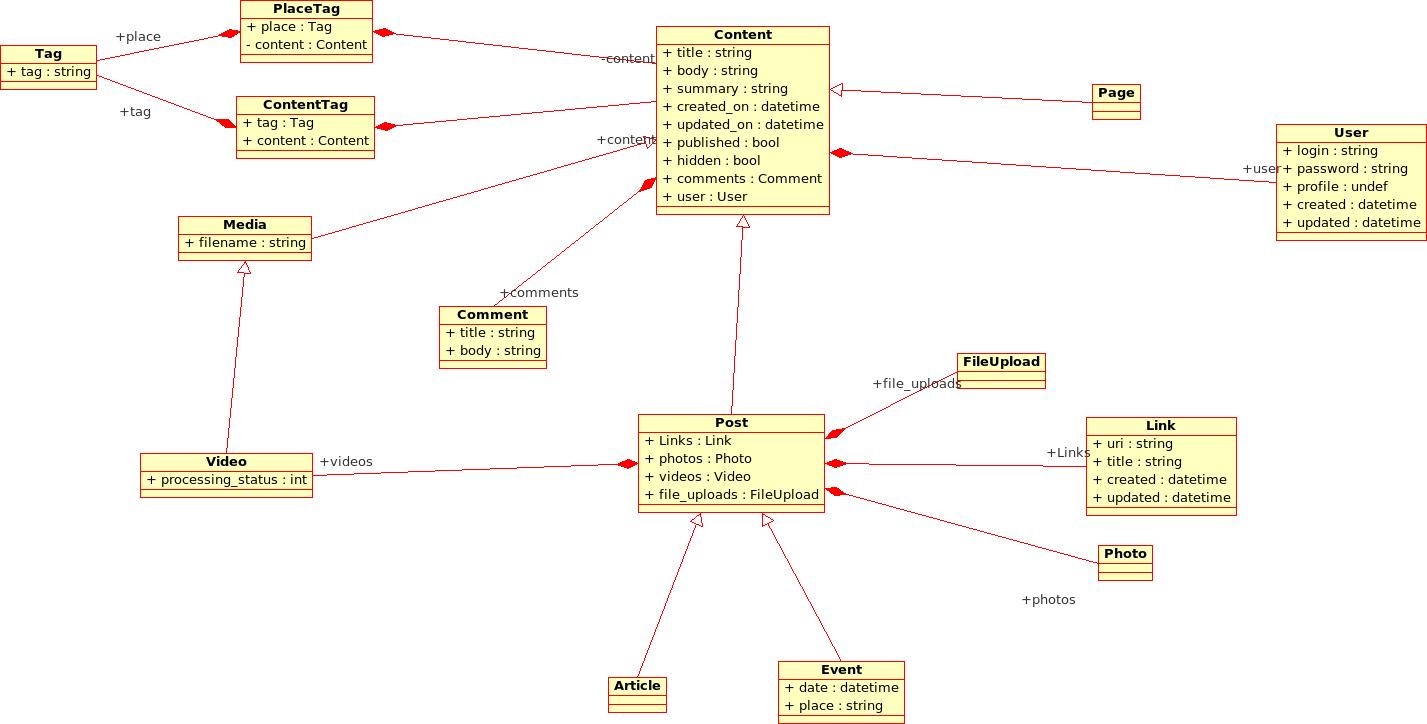 PlaceTag
+ place : Tag
- content : Content
+place
Tag
+ tag : string
+tag
ContentTag
+ tag : Tag
+ content : Content
-content
+content
Content
+ title : string
+ body : string
+ summary : string
+ created_on : datetime
+ updated_on : datetime
+ published : bool
+ hidden : bool
+ comments : Comment
+ user : User
Page
User
+ login : string
+ password : string
+ profile : undef
+ created : datetime
+ updated : datetime
+user
Media
+ filename : string
+comments
Comment
+ title : string
+ body : string
FileUpload
+file_uploads
Post
+ Links : Link
+ photos : Photo
+ videos : Video
+ file_uploads : FileUpload
Link
+ uri : string
+ title : string
+ created : datetime
+ updated : datetime
+Links
Video
+ processing_status : int
+videos
Photo
+photos
Article
Event
+ date : datetime
+ place : string